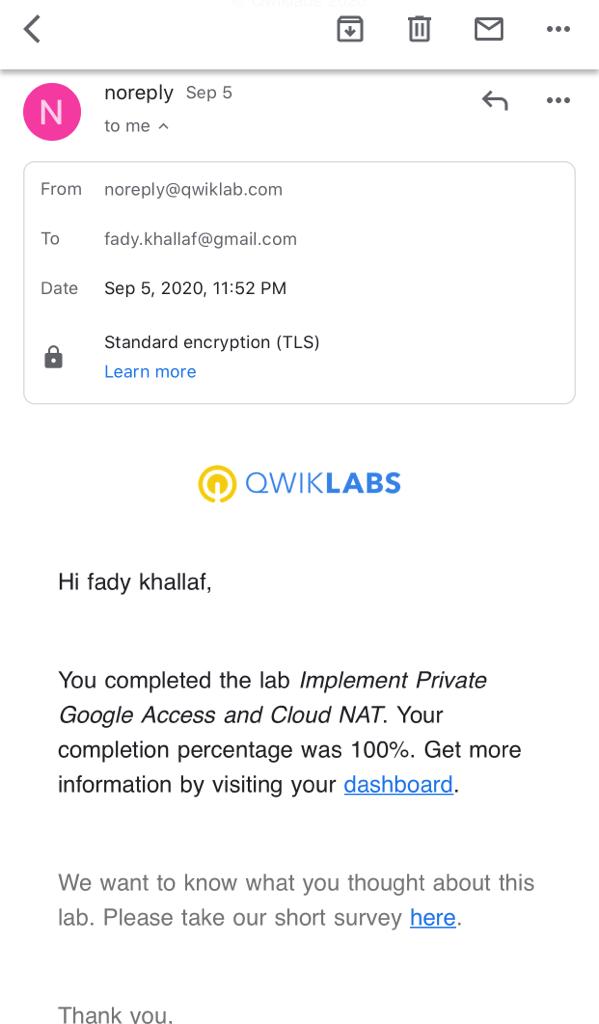 © Qwiklabs 2020
N
noreply Sep 5
to me
From noreply@qwiklab.com
To fady.khallaf@gmail.com
Date Sep 5, 2020, 11:52 PM
Standard encryption (TLS)
Learn more
QWIKLABS
Hi fady khallaf,
You completed the lab Implement Private
Google Access and Cloud NAT. Your
completion percentage was 100%. Get more
information by visiting your dashboard.
We want to know what you thought about this
lab. Please take our short survey here.
Thank you,